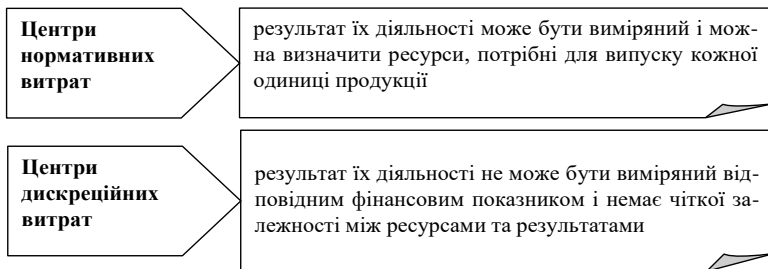 Центри
нормативних
витрат
результат їх діяльності може бути виміряний і мож-
на визначити ресурси, потрібні для випуску кожної
одиниці продукції
Центри
дискреційних
витрат
результат їх діяльності не може бути виміряний від-
повідним фінансовим показником і немає чіткої за-
лежності між ресурсами та результатами